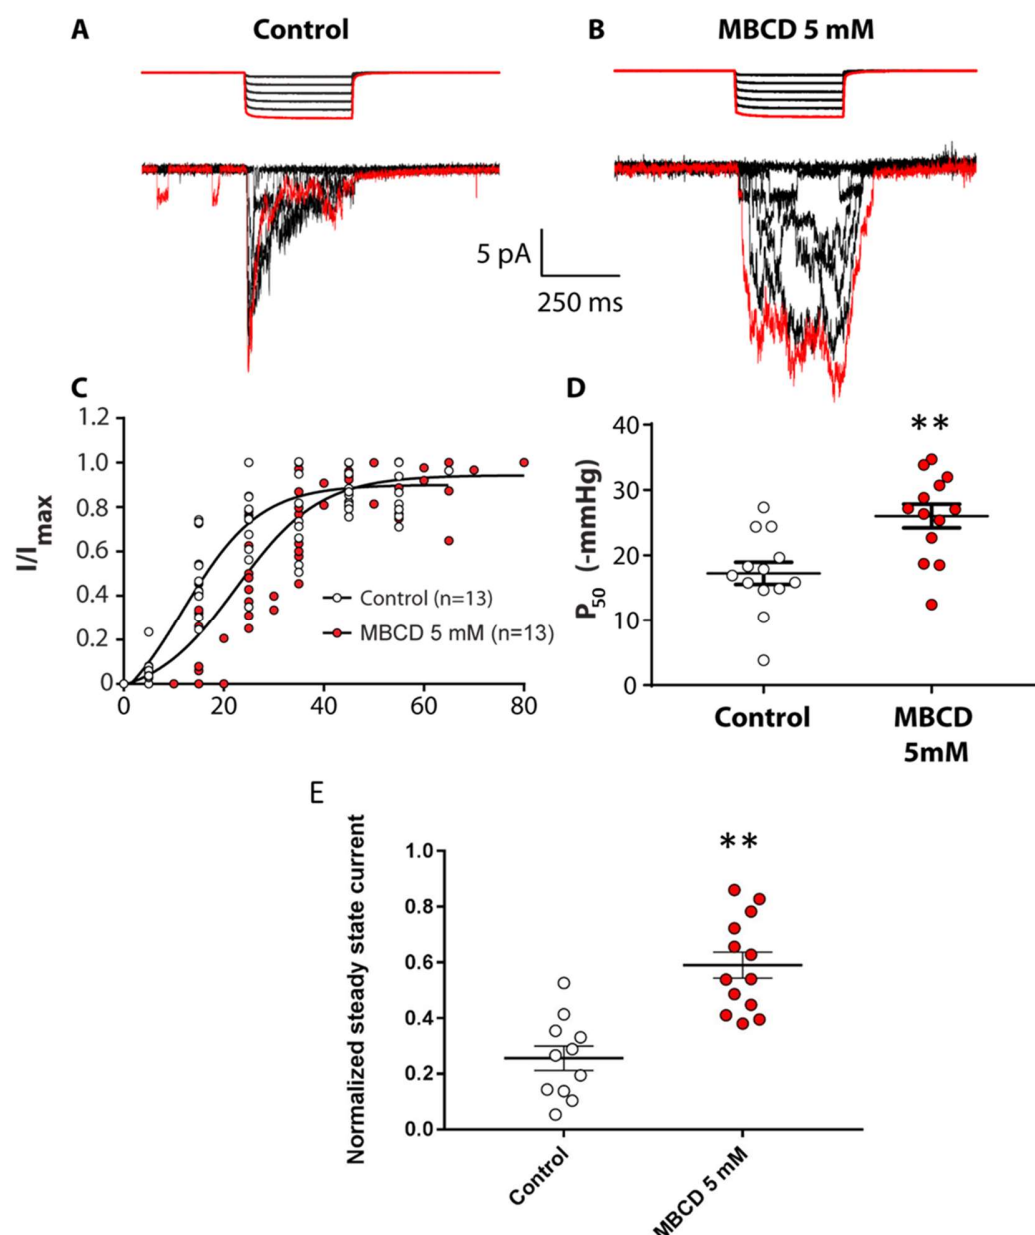 A Control B MBCD 5 mM
5 pA
250 ms
C
I/Imax
1.2
1.0
0.8
0.6
0.4
0.2
0
0 20 40 60 80
Control (n=13)
MBCD 5 mM (n=13)
D
P50 (-mmHg)
40
30
20
10
0
**
Control MBCD
5mM
E
Normalized steady state current
1.0
0.8
0.6
0.4
0.2
0.0
**
Control
MBCD 5 mM